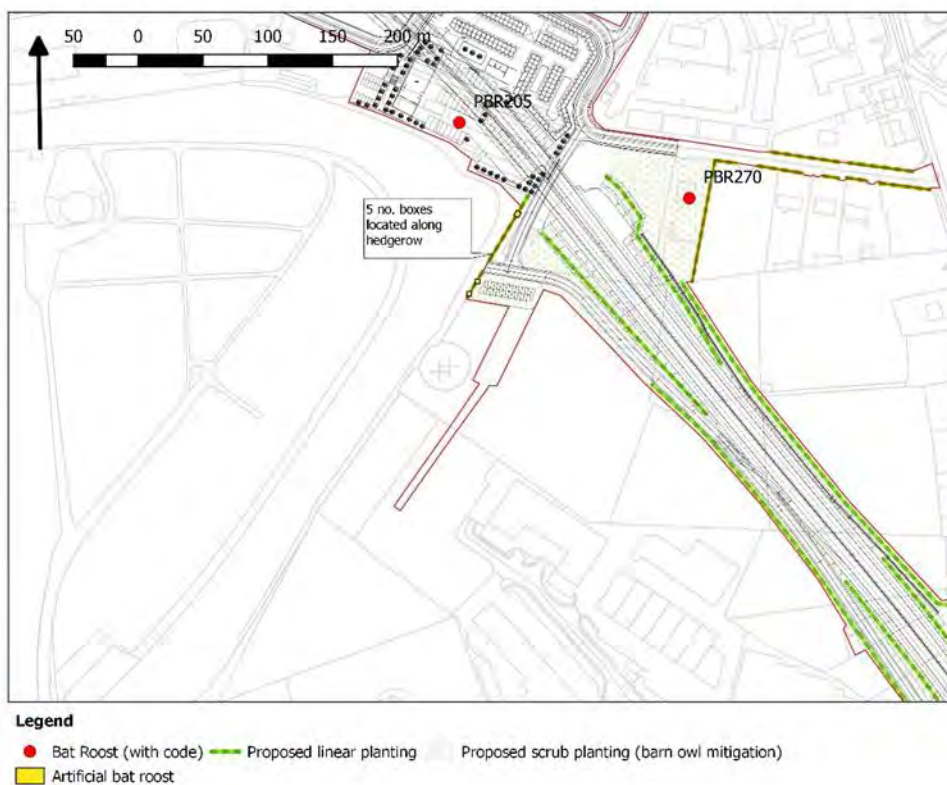 50 0 50 100 150 200 m
PBR205
PBR270
5 no. boxes
located along
hedgerow
Legend
Bat Roost (with code) Proposed linear planting Proposed scrub planting (barn owl mitigation)
Artificial bat roost